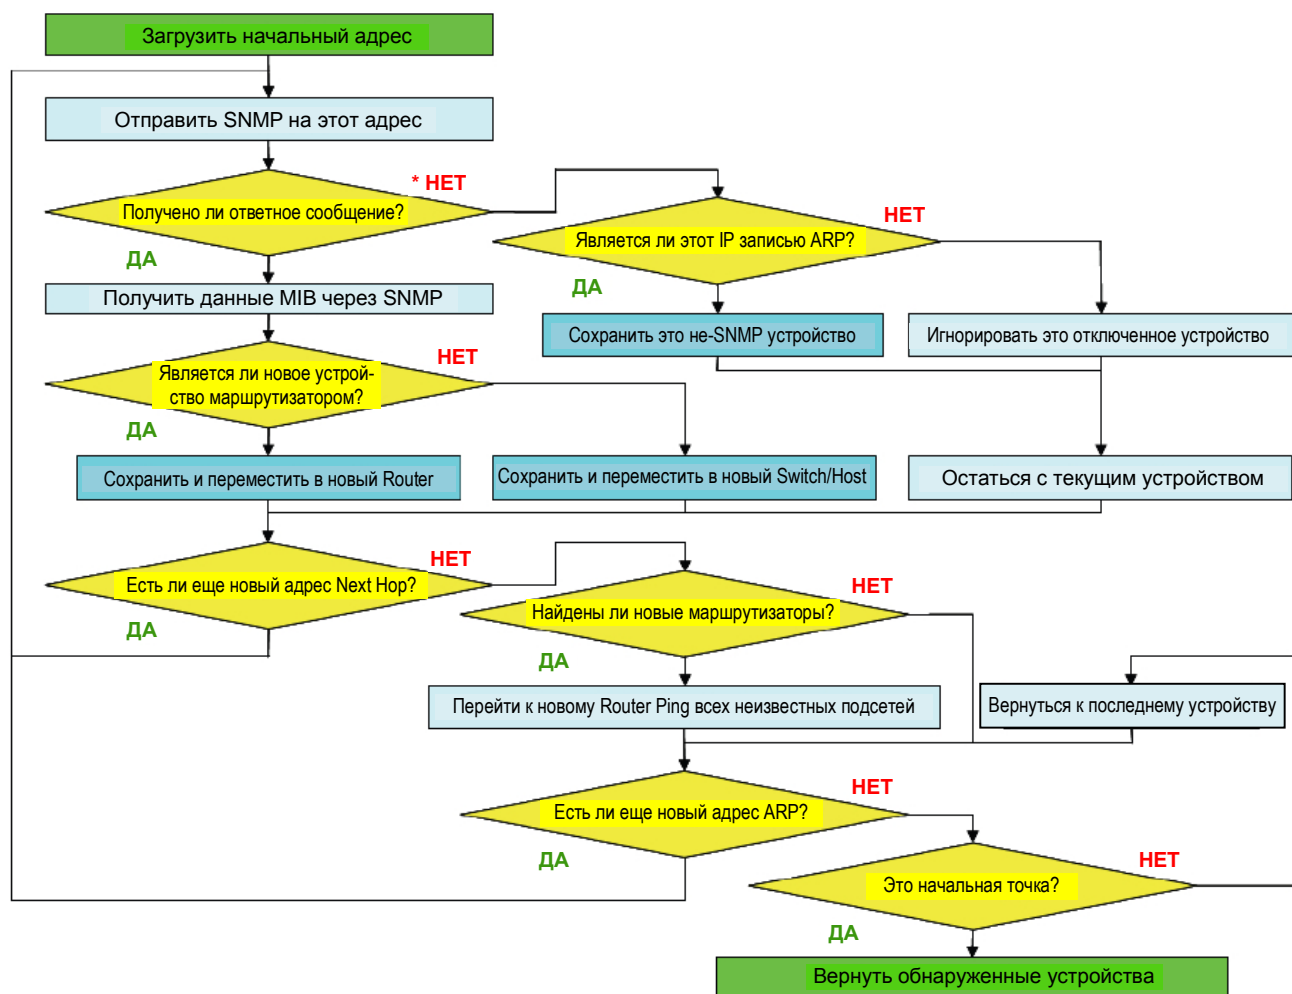 Загрузить начальный адрес
Отправить SNMP на этот адрес
* НЕТ
Получено ли ответное сообщение?
НЕТ
Является ли этот IP записью ARP?
ДА
ДА
Получить данные MIB через SNMP
Сохранить это не-SNMP устройство
Игнорировать это отключенное устройство
НЕТ
Является ли новое устрой-
ство маршрутизатором?
ДА
Сохранить и переместить в новый Router
Сохранить и переместить в новый Switch/Host
Остаться с текущим устройством
НЕТ
Есть ли еще новый адрес Next Hop?
НЕТ
Найдены ли новые маршрутизаторы?
ДА
ДА
Перейти к новому Router Ping всех неизвестных подсетей
Вернуться к последнему устройству
НЕТ
Есть ли еще новый адрес ARP?
ДА
НЕТ
Это начальная точка?
ДА
Вернуть обнаруженные устройства